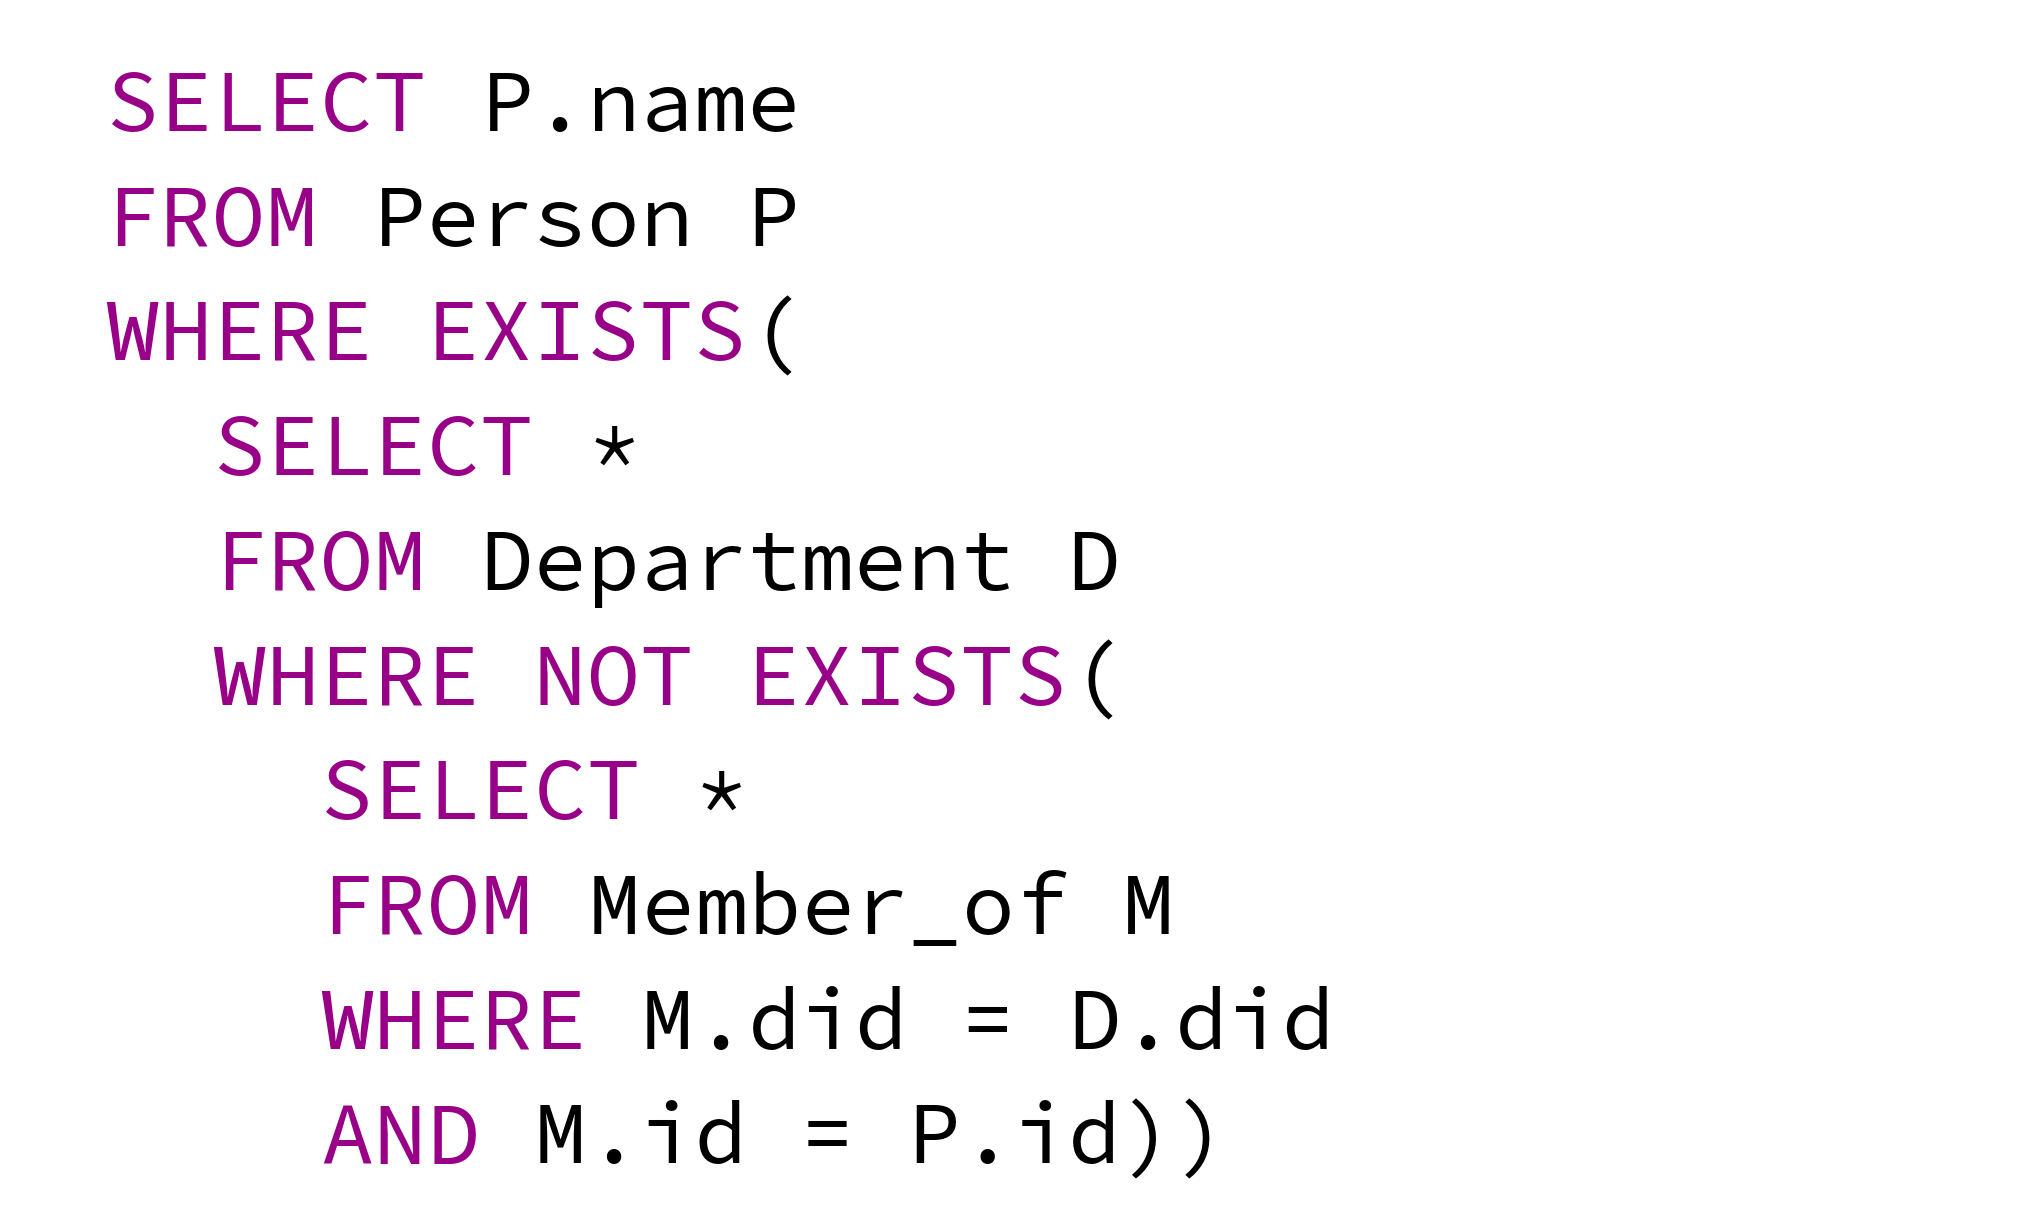 SELECT P.name
FROM Person P
WHERE EXISTS(
  SELECT *
  FROM Department D
  WHERE NOT EXISTS(
    SELECT *
    FROM Member_of M
    WHERE M.did = D.did
    AND M.id = P.id))